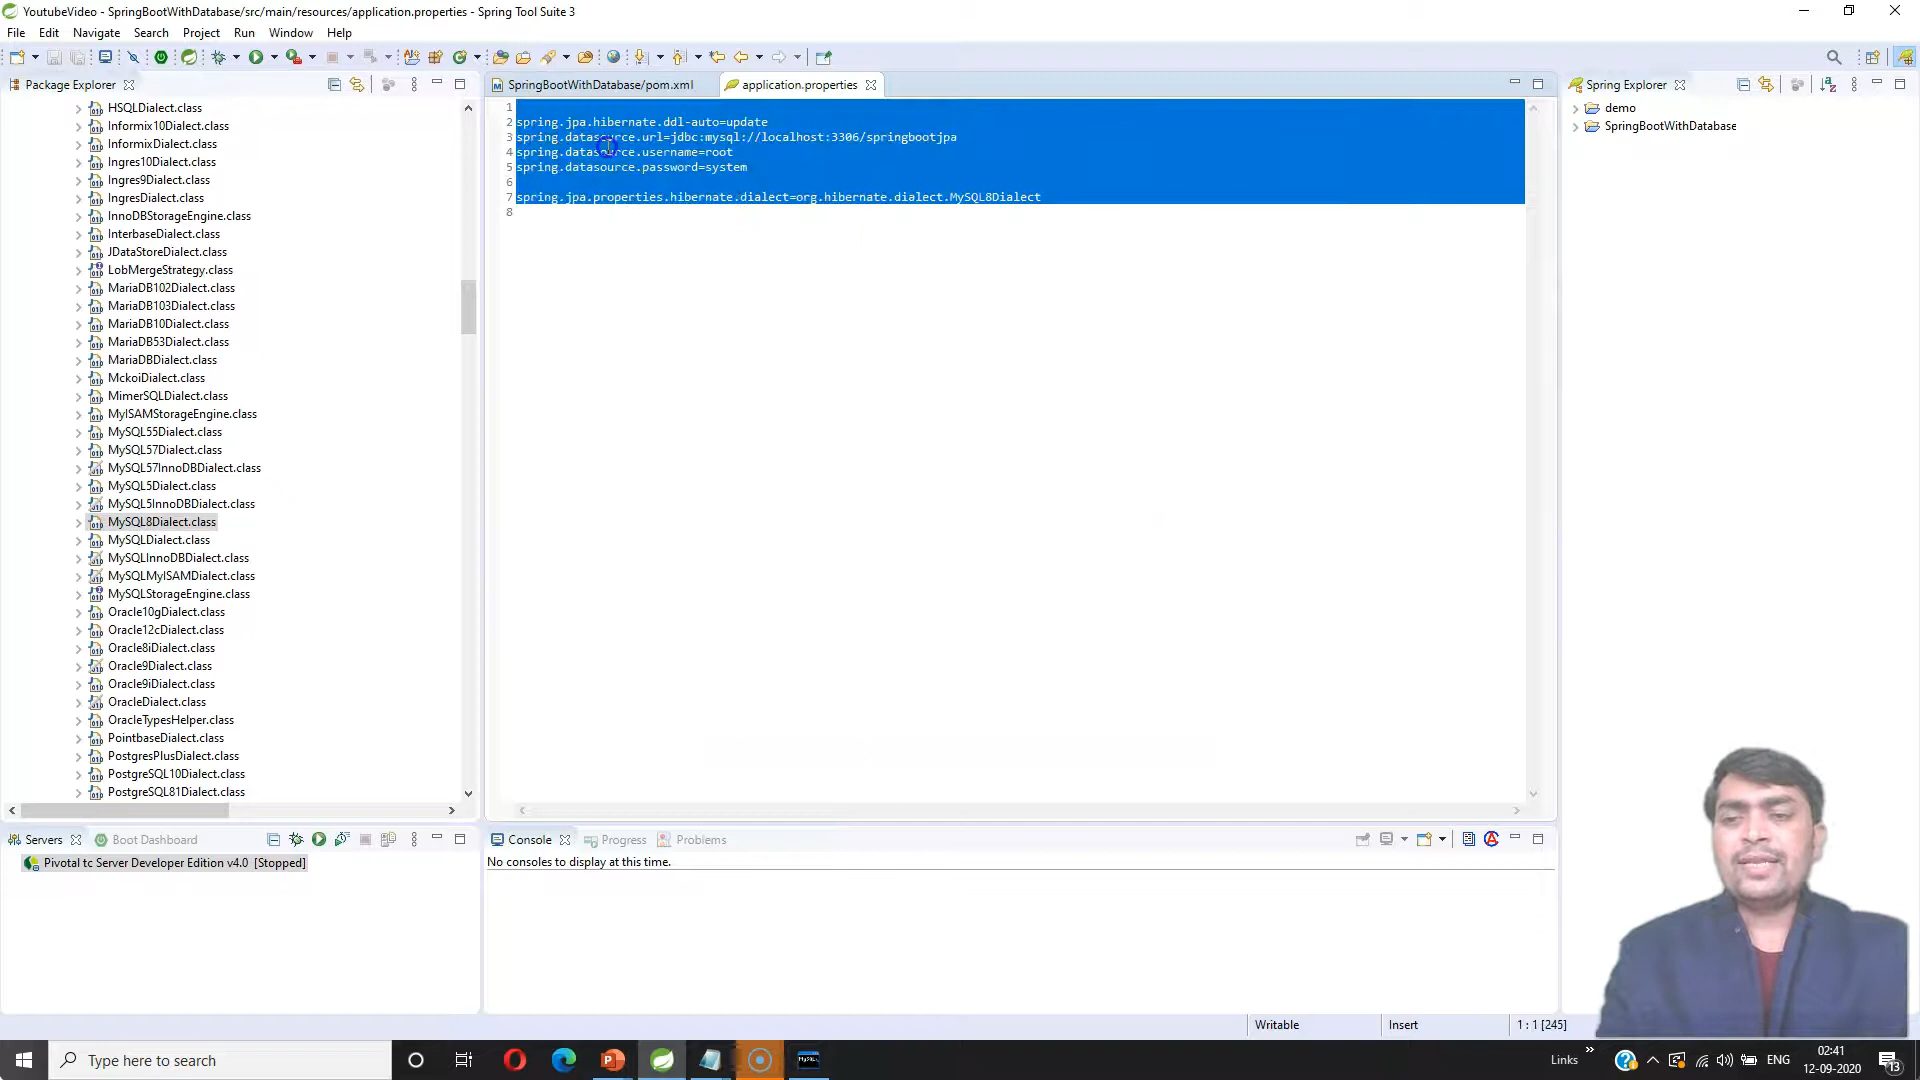 YoutubeVideo - SpringBootWithDatabase/src/main/resources/application.properties - Spring Tool Suite 3
File Edit Navigate Search Project Run Window Help
Package Explorer
HSQLDialect.class
Informix10Dialect.class
InformixDialect.class
Ingres10Dialect.class
Ingres9Dialect.class
IngresDialect.class
InnoDBStorageEngine.class
InterbaseDialect.class
JDataStoreDialect.class
LobMergeStrategy.class
MariaDB102Dialect.class
MariaDB103Dialect.class
MariaDB10Dialect.class
MariaDB53Dialect.class
MariaDBDialect.class
MckoiDialect.class
MimerSQLDialect.class
MyISAMStorageEngine.class
MySQL55Dialect.class
MySQL57Dialect.class
MySQL57InnoDBDialect.class
MySQL5Dialect.class
MySQL5InnoDBDialect.class
MySQL8Dialect.class
MySQLDialect.class
MySQLInnoDBDialect.class
MySQLMyISAMDialect.class
MySQLStorageEngine.class
Oracle10gDialect.class
Oracle12cDialect.class
Oracle8iDialect.class
Oracle9Dialect.class
Oracle9iDialect.class
OracleDialect.class
OracleTypesHelper.class
PointbaseDialect.class
PostgresPlusDialect.class
PostgreSQL10Dialect.class
PostgreSQL81Dialect.class
SpringBootWithDatabase/pom.xml application.properties
1
2 spring.jpa.hibernate.ddl-auto=update
3 spring.datasource.url=jdbc:mysql://localhost:3306/springbootjpa
4 spring.datasource.username=root
5 spring.datasource.password=system
6
7 spring.jpa.properties.hibernate.dialect=org.hibernate.dialect.MySQL8Dialect
8
Spring Explorer
demo
SpringBootWithDatabase
Servers Boot Dashboard
Pivotal tc Server Developer Edition v4.0 [Stopped]
Console Progress Problems
No consoles to display at this time.
Writable Insert 1 : 1 [245]
Type here to search
Links ENG 02:41
12-09-2020
13